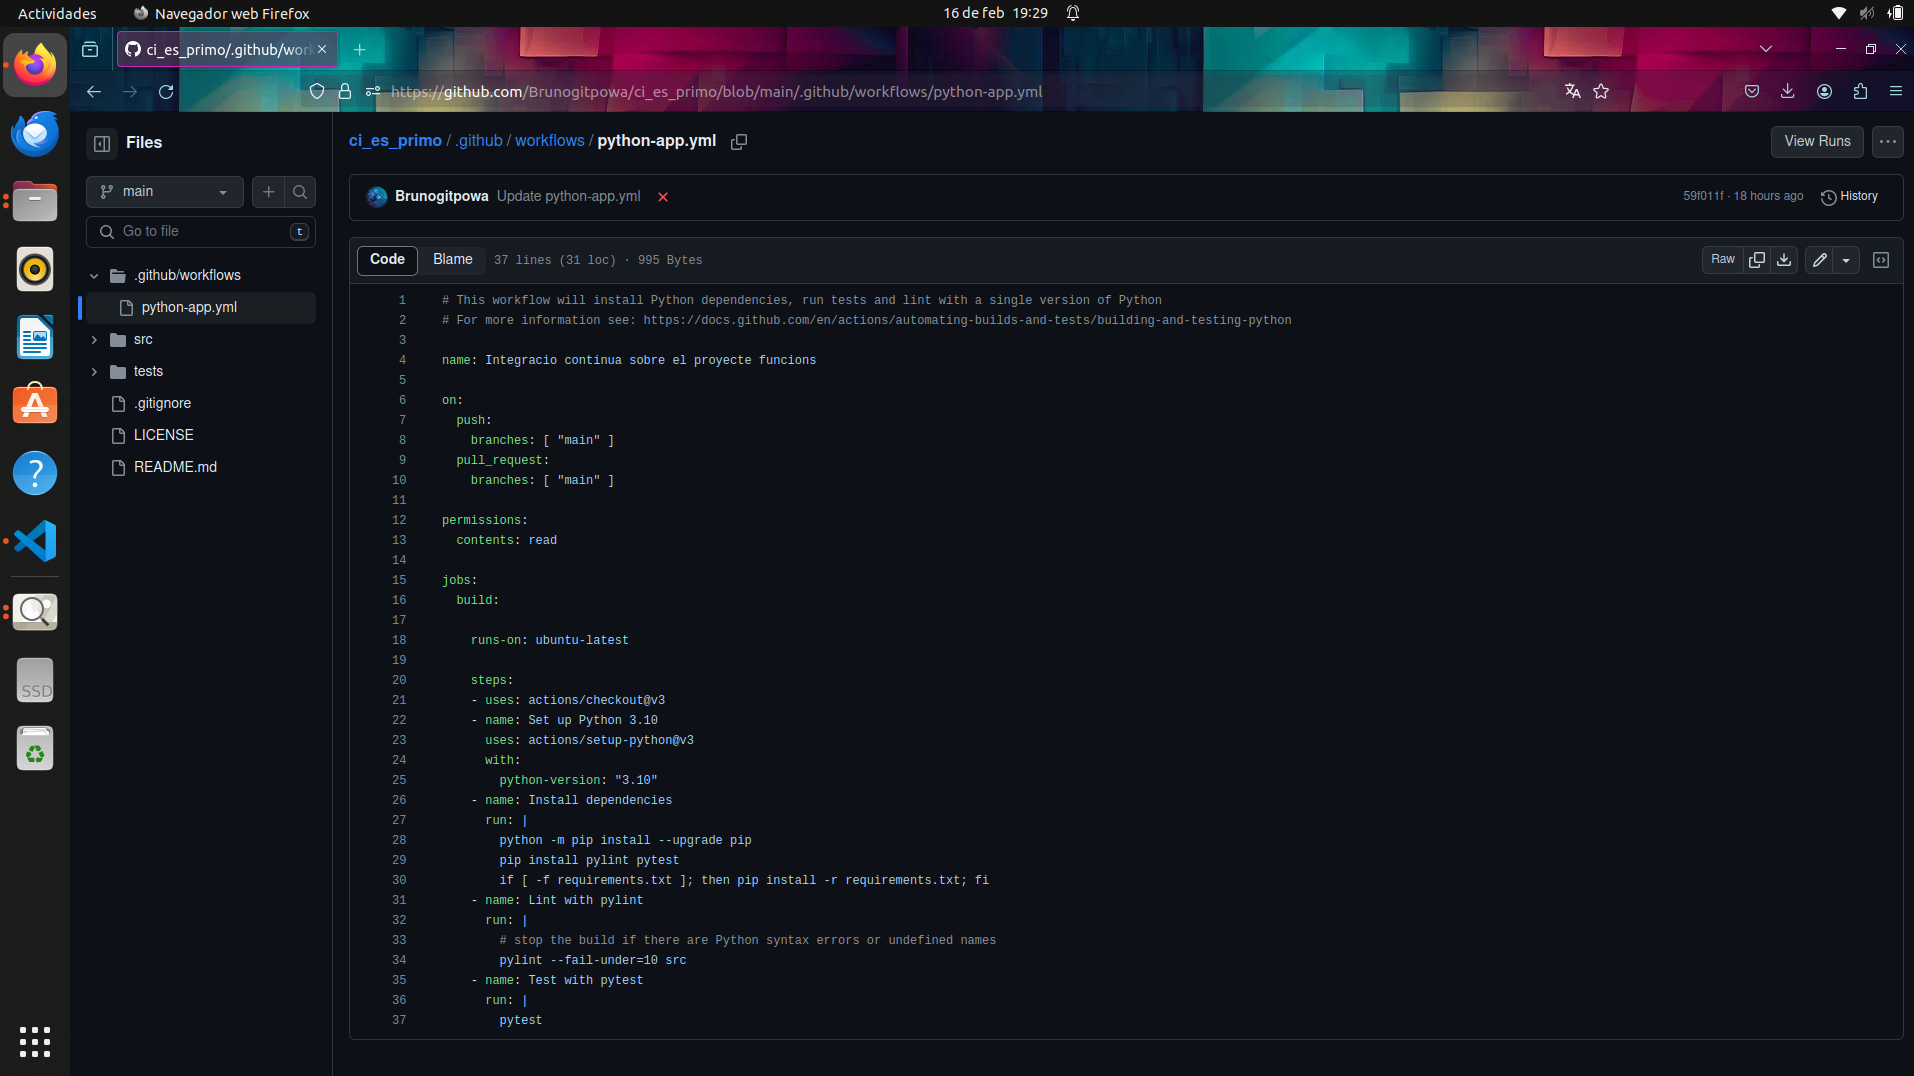 Actividades
Navegador web Firefox
16 de feb 19:29
ci_es_primo/.github/wor
https://github.com/Brunogitpowa/ci_es_primo/blob/main/.github/workflows/python-app.yml
Files
main
Go to file
t
.github/workflows
python-app.yml
src
tests
.gitignore
LICENSE
README.md
SSD
ci_es_primo / .github / workflows / python-app.yml
View Runs
Brunogitpowa Update python-app.yml
59f011f · 18 hours ago
History
Code
Blame
37 lines (31 loc) · 995 Bytes
Raw
1 # This workflow will install Python dependencies, run tests and lint with a single version of Python
2 # For more information see: https://docs.github.com/en/actions/automating-builds-and-tests/building-and-testing-python
3
4 name: Integracio continua sobre el proyecte funcions
5
6 on:
7 push:
8 branches: [ "main" ]
9 pull_request:
10 branches: [ "main" ]
11
12 permissions:
13 contents: read
14
15 jobs:
16 build:
17
18 runs-on: ubuntu-latest
19
20 steps:
21 - uses: actions/checkout@v3
22 - name: Set up Python 3.10
23 uses: actions/setup-python@v3
24 with:
25 python-version: "3.10"
26 - name: Install dependencies
27 run: |
28 python -m pip install --upgrade pip
29 pip install pylint pytest
30 if [ -f requirements.txt ]; then pip install -r requirements.txt; fi
31 - name: Lint with pylint
32 run: |
33 # stop the build if there are Python syntax errors or undefined names
34 pylint --fail-under=10 src
35 - name: Test with pytest
36 run: |
37 pytest